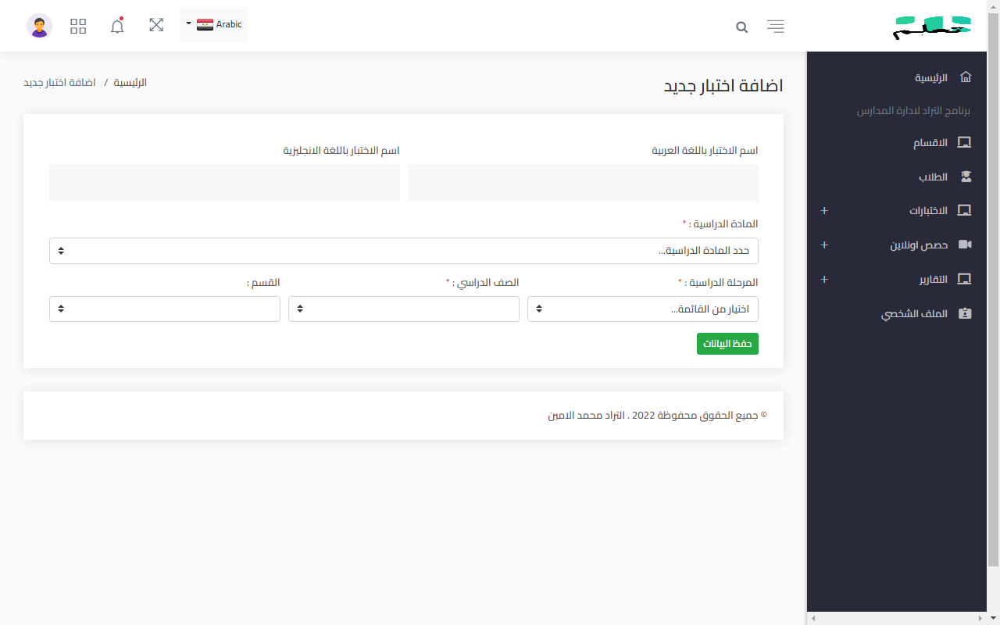 معلم
Arabic
الرئيسية
برنامج التراد لادارة المدارس
الاقسام
الطلاب
الاختبارات +
حصص اونلاين +
التقارير +
الملف الشخصي
اضافة اختبار جديد
الرئيسية / اضافة اختبار جديد
اسم الاختبار باللغة العربية
اسم الاختبار باللغة الانجليزية
المادة الدراسية : *
حدد المادة الدراسية...
المرحلة الدراسية : *
الصف الدراسي : *
القسم :
اختيار من القائمة...
حفظ البيانات
© جميع الحقوق محفوظة 2022 . التراد محمد الامين